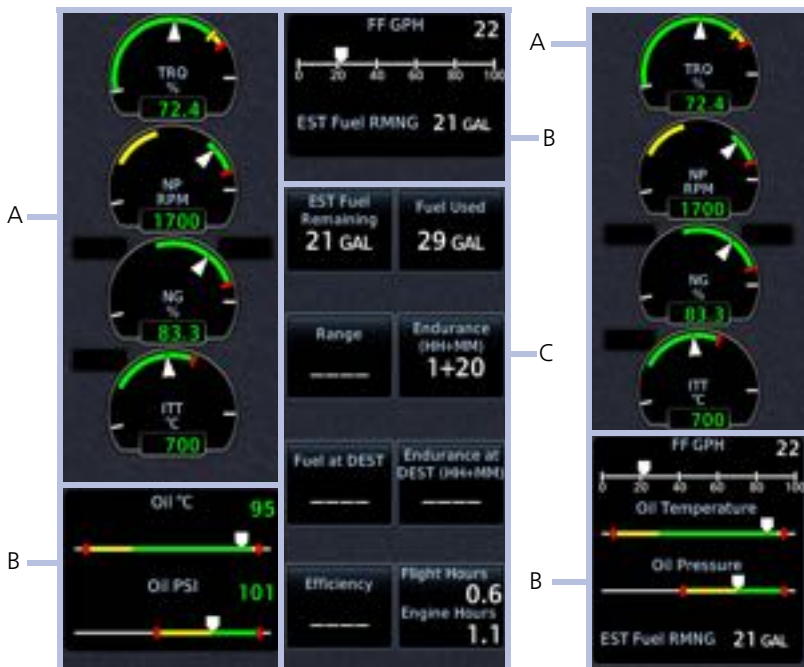 A
TRQ
%
72.4
NP
RPM
1700
NG
%
83.3
ITT
°C
700
B
Oil °C
95
Oil PSI
101
FF GPH
22
0 20 40 60 80 100
EST Fuel RMNG 21 GAL
B
EST Fuel
Remaining
21 GAL
Fuel Used
29 GAL
Range
____
Endurance
(HH+MM)
1+20
C
Fuel at DEST
____
Endurance at
DEST (HH+MM)
____
Efficiency
____
Flight Hours
0.6
Engine Hours
1.1
A
TRQ
%
72.4
NP
RPM
1700
NG
%
83.3
ITT
°C
700
B
FF GPH
22
0 20 40 60 80 100
Oil Temperature
Oil Pressure
EST Fuel RMNG 21 GAL